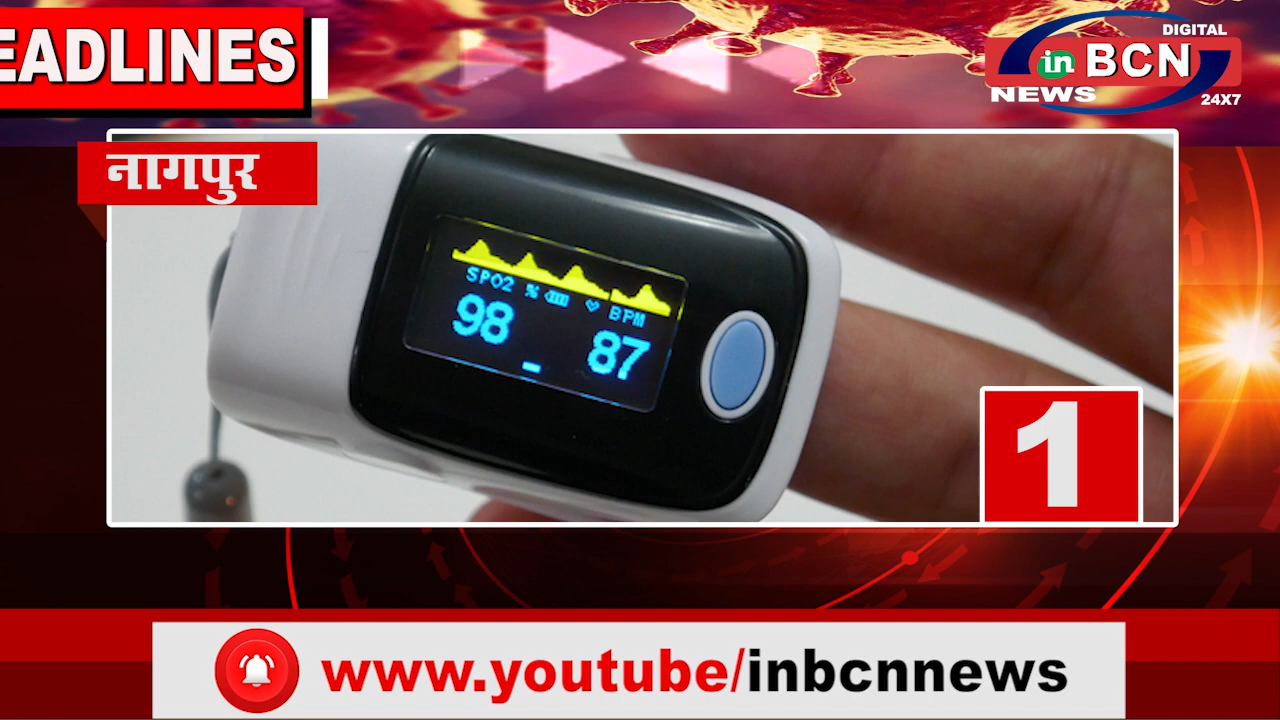 EADLINES
DIGITAL
in BCN
NEWS
24X7
नागपुर
SPO2 % BPM
98 87
1
www.youtube/inbcnnews